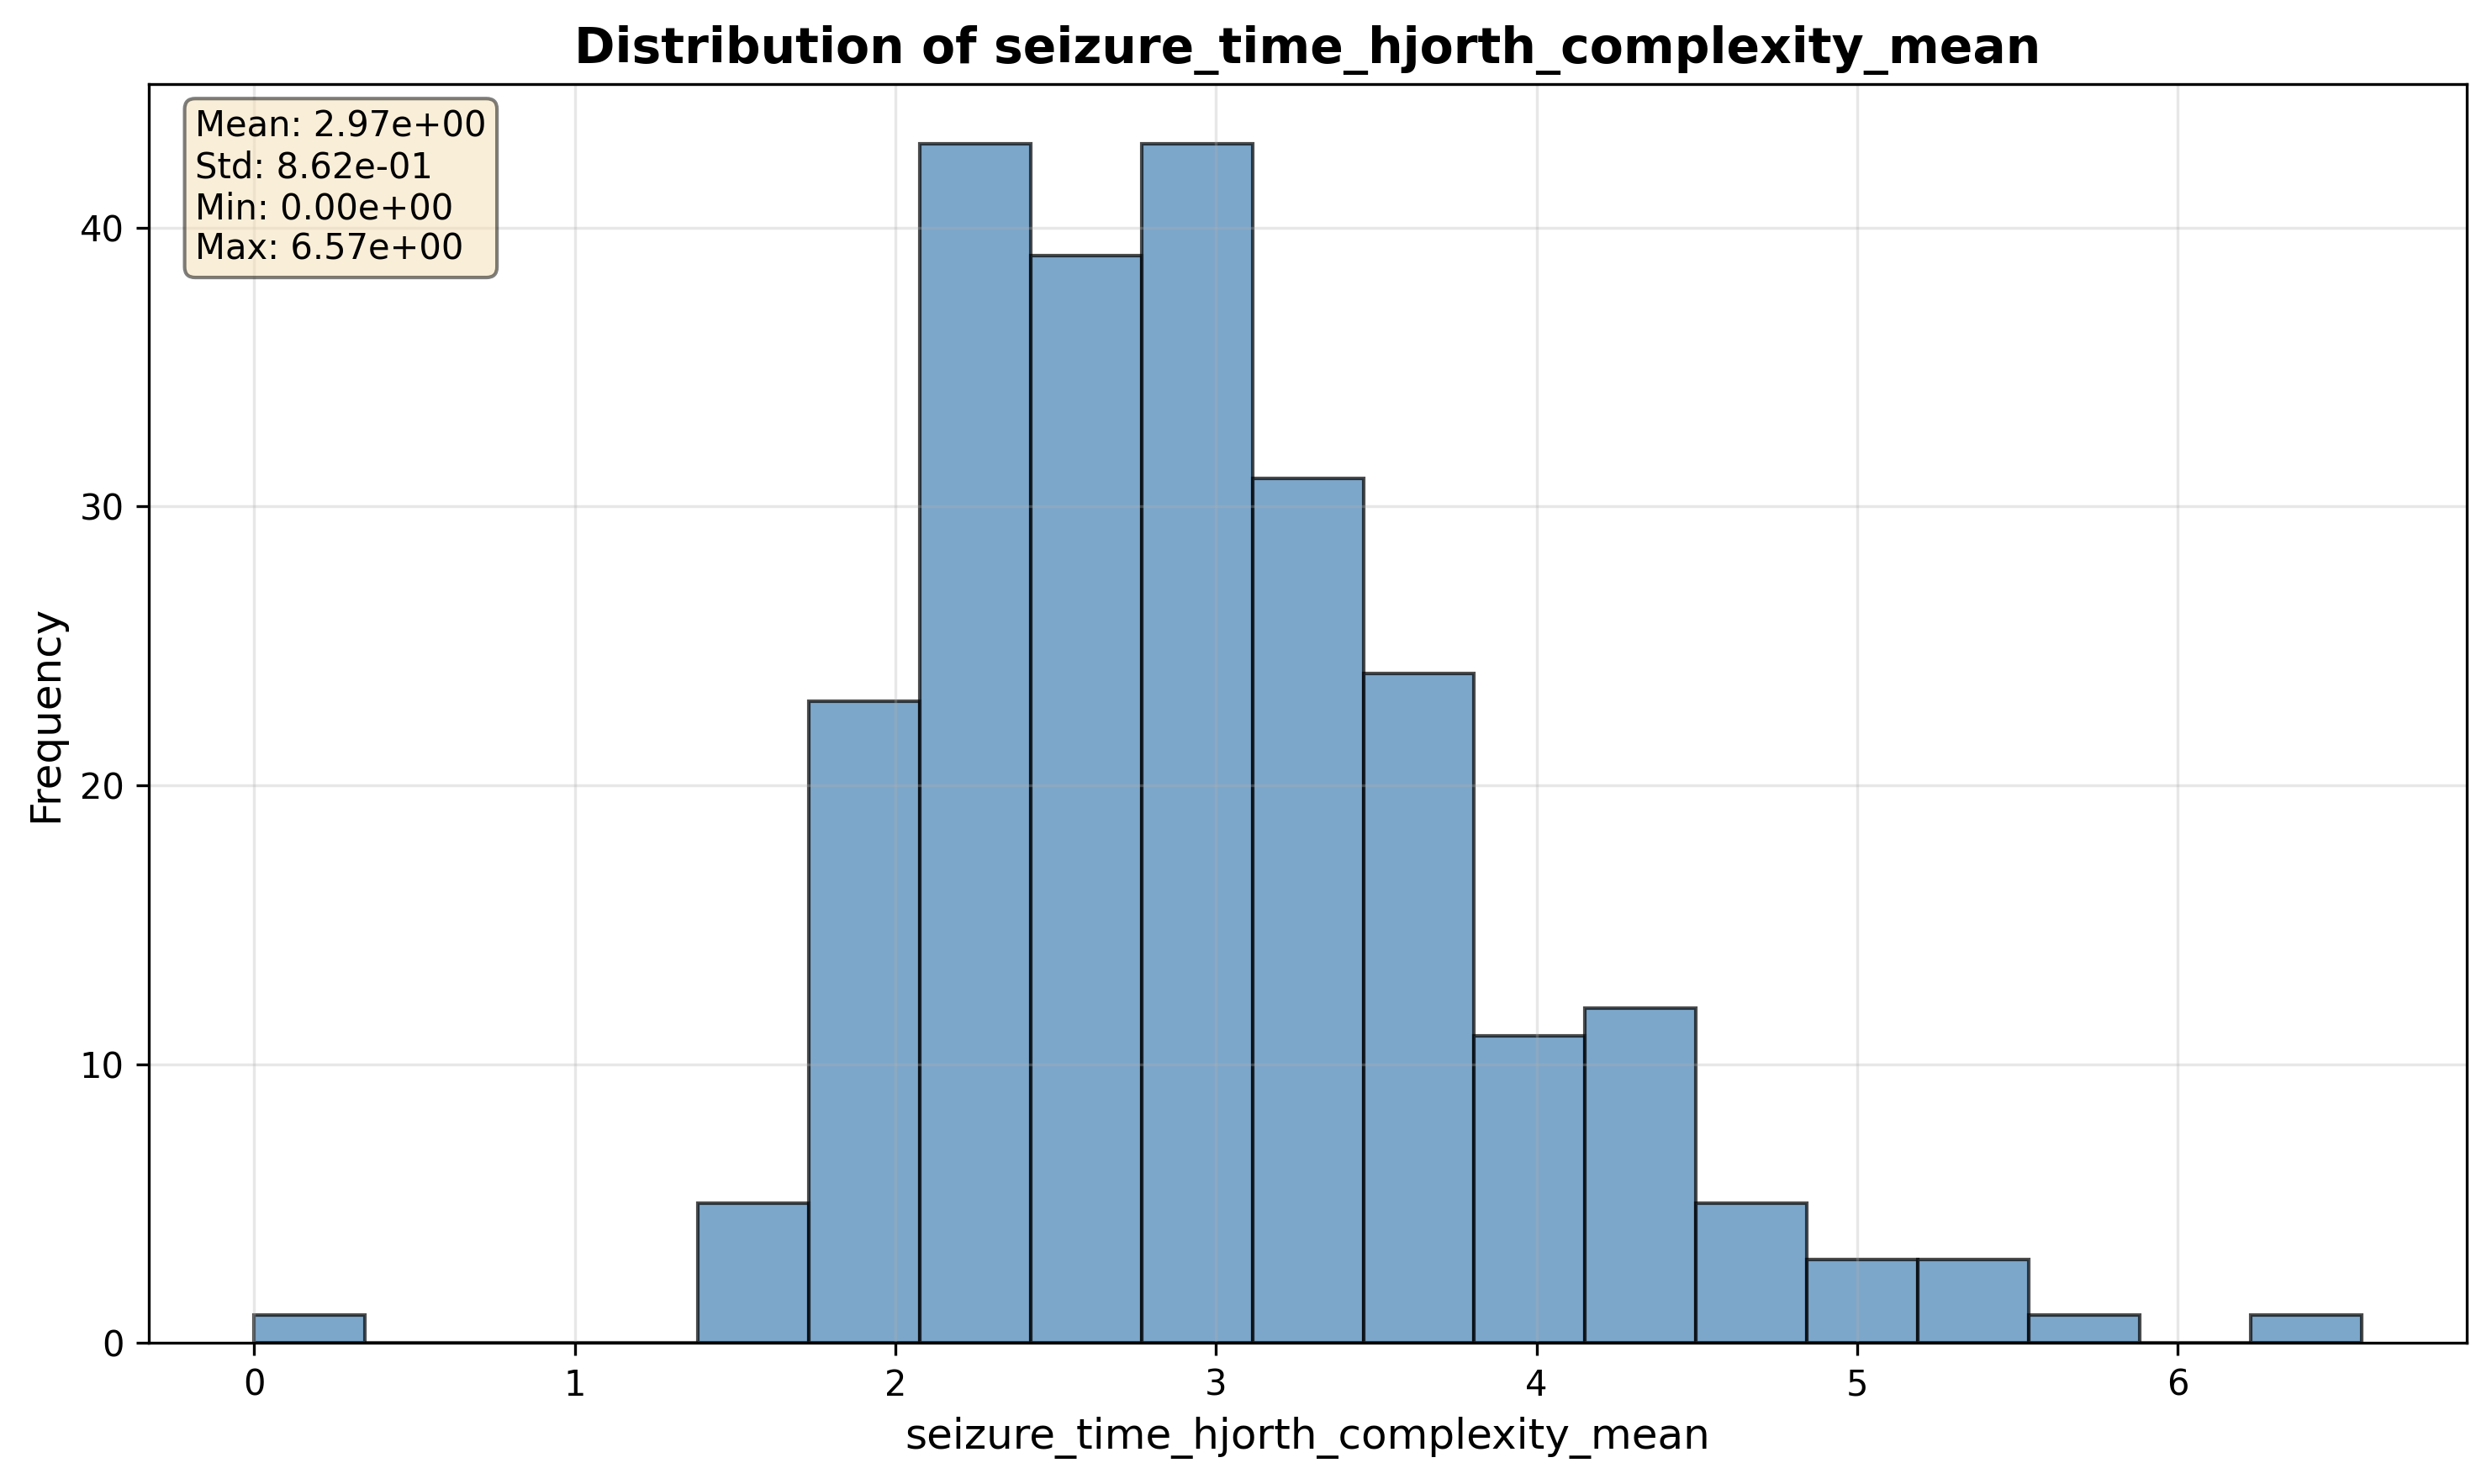 Distribution of seizure_time_hjorth_complexity_mean
Mean: 2.97e+00
Std: 8.62e-01
Min: 0.00e+00
Max: 6.57e+00
Frequency
40
30
20
10
0
0 1 2 3 4 5 6
seizure_time_hjorth_complexity_mean